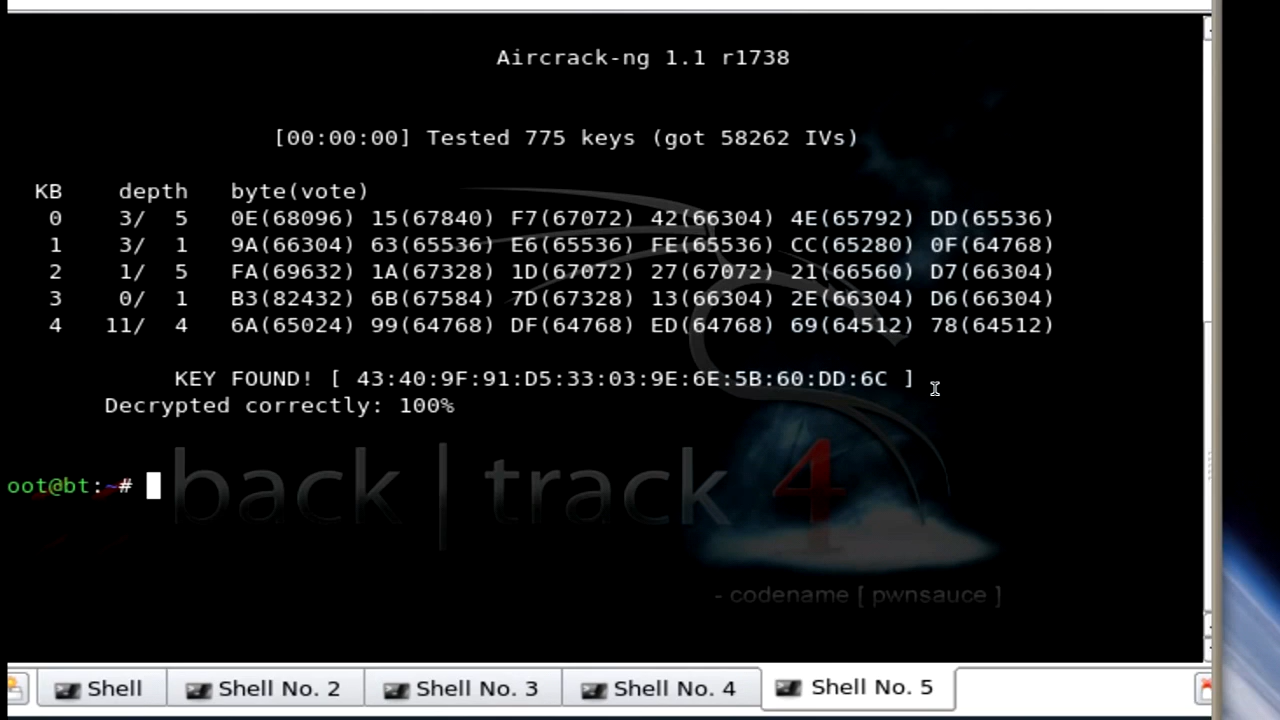 Aircrack-ng 1.1 r1738
[00:00:00] Tested 775 keys (got 58262 IVs)
KB depth byte(vote)
0 3/ 5 0E(68096) 15(67840) F7(67072) 42(66304) 4E(65792) DD(65536)
1 3/ 1 9A(66304) 63(65536) E6(65536) FE(65536) CC(65280) 0F(64768)
2 1/ 5 FA(69632) 1A(67328) 1D(67072) 27(67072) 21(66560) D7(66304)
3 0/ 1 B3(82432) 6B(67584) 7D(67328) 13(66304) 2E(66304) D6(66304)
4 11/ 4 6A(65024) 99(64768) DF(64768) ED(64768) 69(64512) 78(64512)
KEY FOUND! [ 43:40:9F:91:D5:33:03:9E:6E:5B:60:DD:6C ]
Decrypted correctly: 100%
oot@bt:~#
back | track 4
- codename [ pwnsauce ]
Shell Shell No. 2 Shell No. 3 Shell No. 4 Shell No. 5